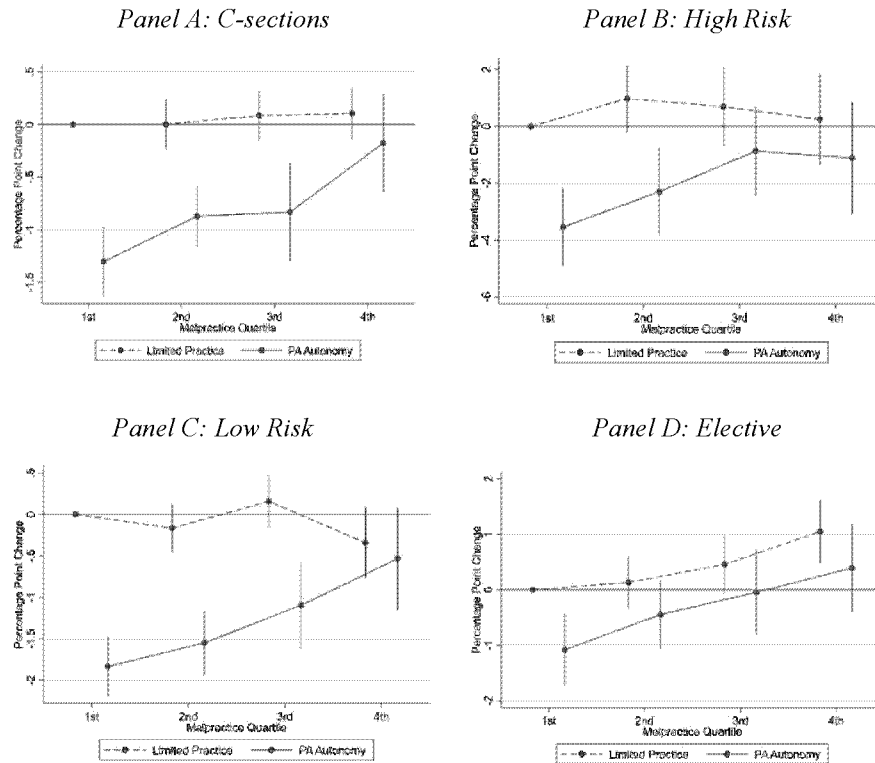 Panel A: C-sections
Panel B: High Risk
.5
0
-.5
-1
-1.5
Percentage Point Change
1st
2nd
3rd
4th
Malpractice Quartile
Limited Practice
PA Autonomy
2
0
-2
-4
-6
Percentage Point Change
1st
2nd
3rd
4th
Malpractice Quartile
Limited Practice
PA Autonomy
Panel C: Low Risk
Panel D: Elective
.5
0
-.5
-1
-1.5
-2
Percentage Point Change
1st
2nd
3rd
4th
Malpractice Quartile
Limited Practice
PA Autonomy
2
1
0
-1
-2
Percentage Point Change
1st
2nd
3rd
4th
Malpractice Quartile
Limited Practice
PA Autonomy